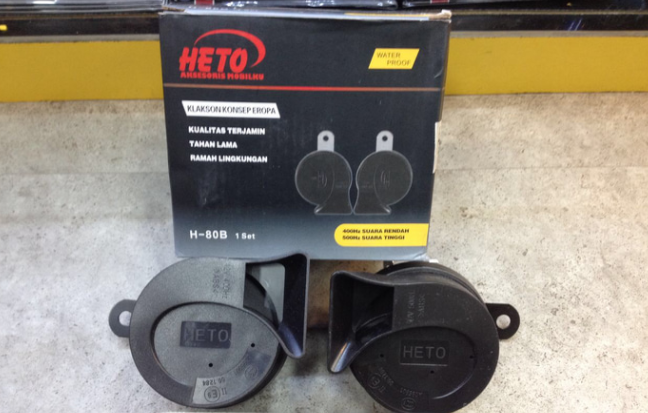 HETO
AKSESORIS MOBILKU
WATER
PROOF
KLAKSON KONSEP EROPA
KUALITAS TERJAMIN
TAHAN LAMA
RAMAH LINGKUNGAN
H-80B 1 Set
400Hz SUARA RENDAH
500Hz SUARA TINGGI
HETO
HETO